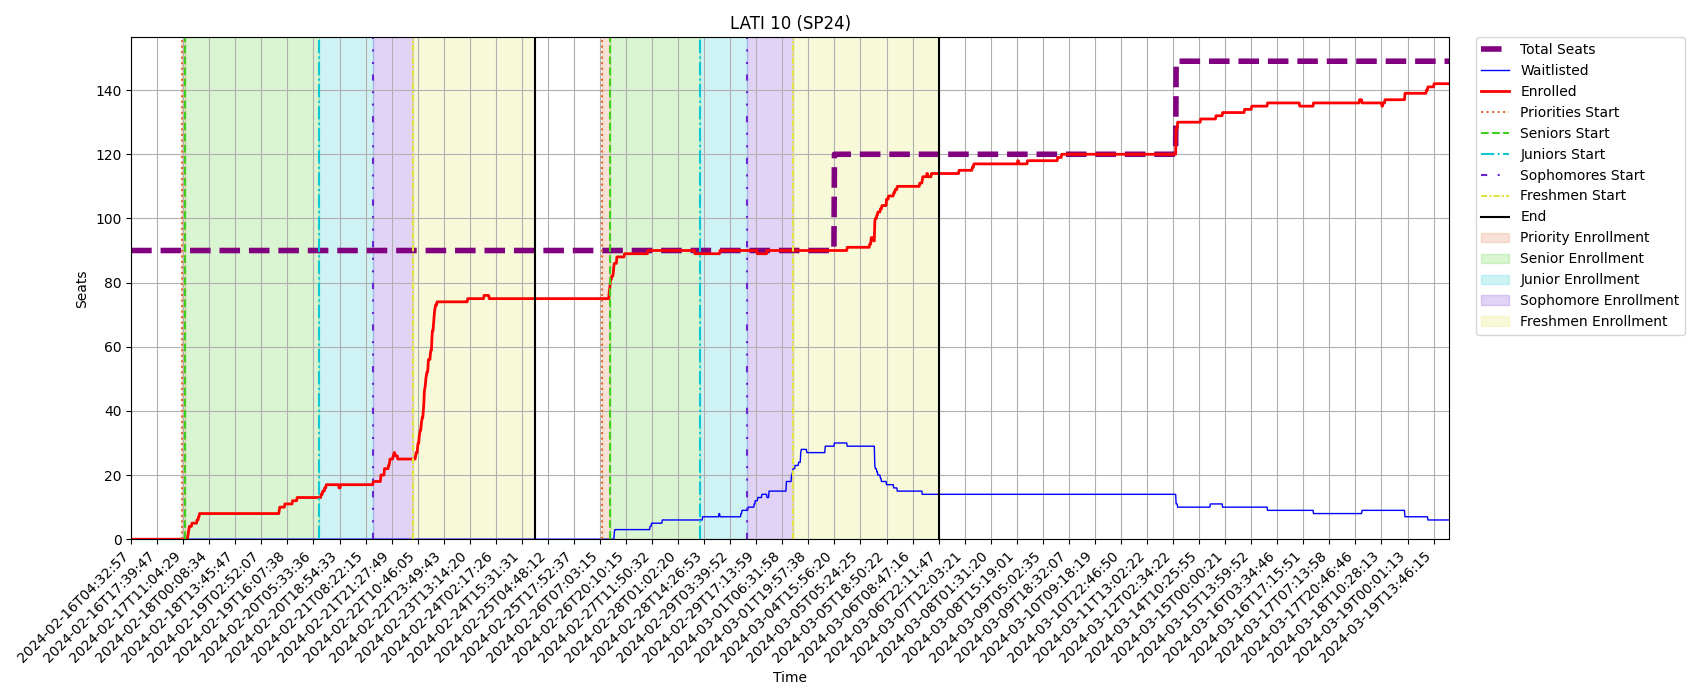 LATI 10 (SP24)
Seats
140
120
100
80
60
40
20
0
Total Seats
Waitlisted
Enrolled
Priorities Start
Seniors Start
Juniors Start
Sophomores Start
Freshmen Start
End
Priority Enrollment
Senior Enrollment
Junior Enrollment
Sophomore Enrollment
Freshmen Enrollment
2024-02-16T04:32:57
2024-02-16T17:39:47
2024-02-17T11:04:29
2024-02-18T00:08:34
2024-02-18T13:45:47
2024-02-19T02:52:07
2024-02-19T16:07:38
2024-02-20T05:33:36
2024-02-20T18:54:33
2024-02-21T08:22:15
2024-02-21T21:27:49
2024-02-22T10:46:05
2024-02-22T23:49:43
2024-02-23T13:14:20
2024-02-24T02:17:26
2024-02-24T15:31:31
2024-02-25T04:48:12
2024-02-25T17:52:37
2024-02-26T07:03:15
2024-02-26T20:10:15
2024-02-27T11:50:32
2024-02-28T01:02:20
2024-02-28T14:26:53
2024-02-29T03:39:52
2024-02-29T17:13:59
2024-03-01T06:31:58
2024-03-01T19:57:38
2024-03-04T15:56:20
2024-03-05T05:24:25
2024-03-05T18:50:22
2024-03-06T08:47:16
2024-03-06T22:11:47
2024-03-07T12:03:21
2024-03-08T01:31:20
2024-03-08T15:19:01
2024-03-09T05:02:35
2024-03-09T18:32:07
2024-03-10T09:18:19
2024-03-10T22:46:50
2024-03-11T13:02:22
2024-03-12T02:34:22
2024-03-14T10:25:55
2024-03-15T00:00:21
2024-03-15T13:59:52
2024-03-16T03:34:46
2024-03-16T17:15:51
2024-03-17T07:13:58
2024-03-17T20:46:46
2024-03-18T10:28:13
2024-03-19T00:01:13
2024-03-19T13:46:15
Time